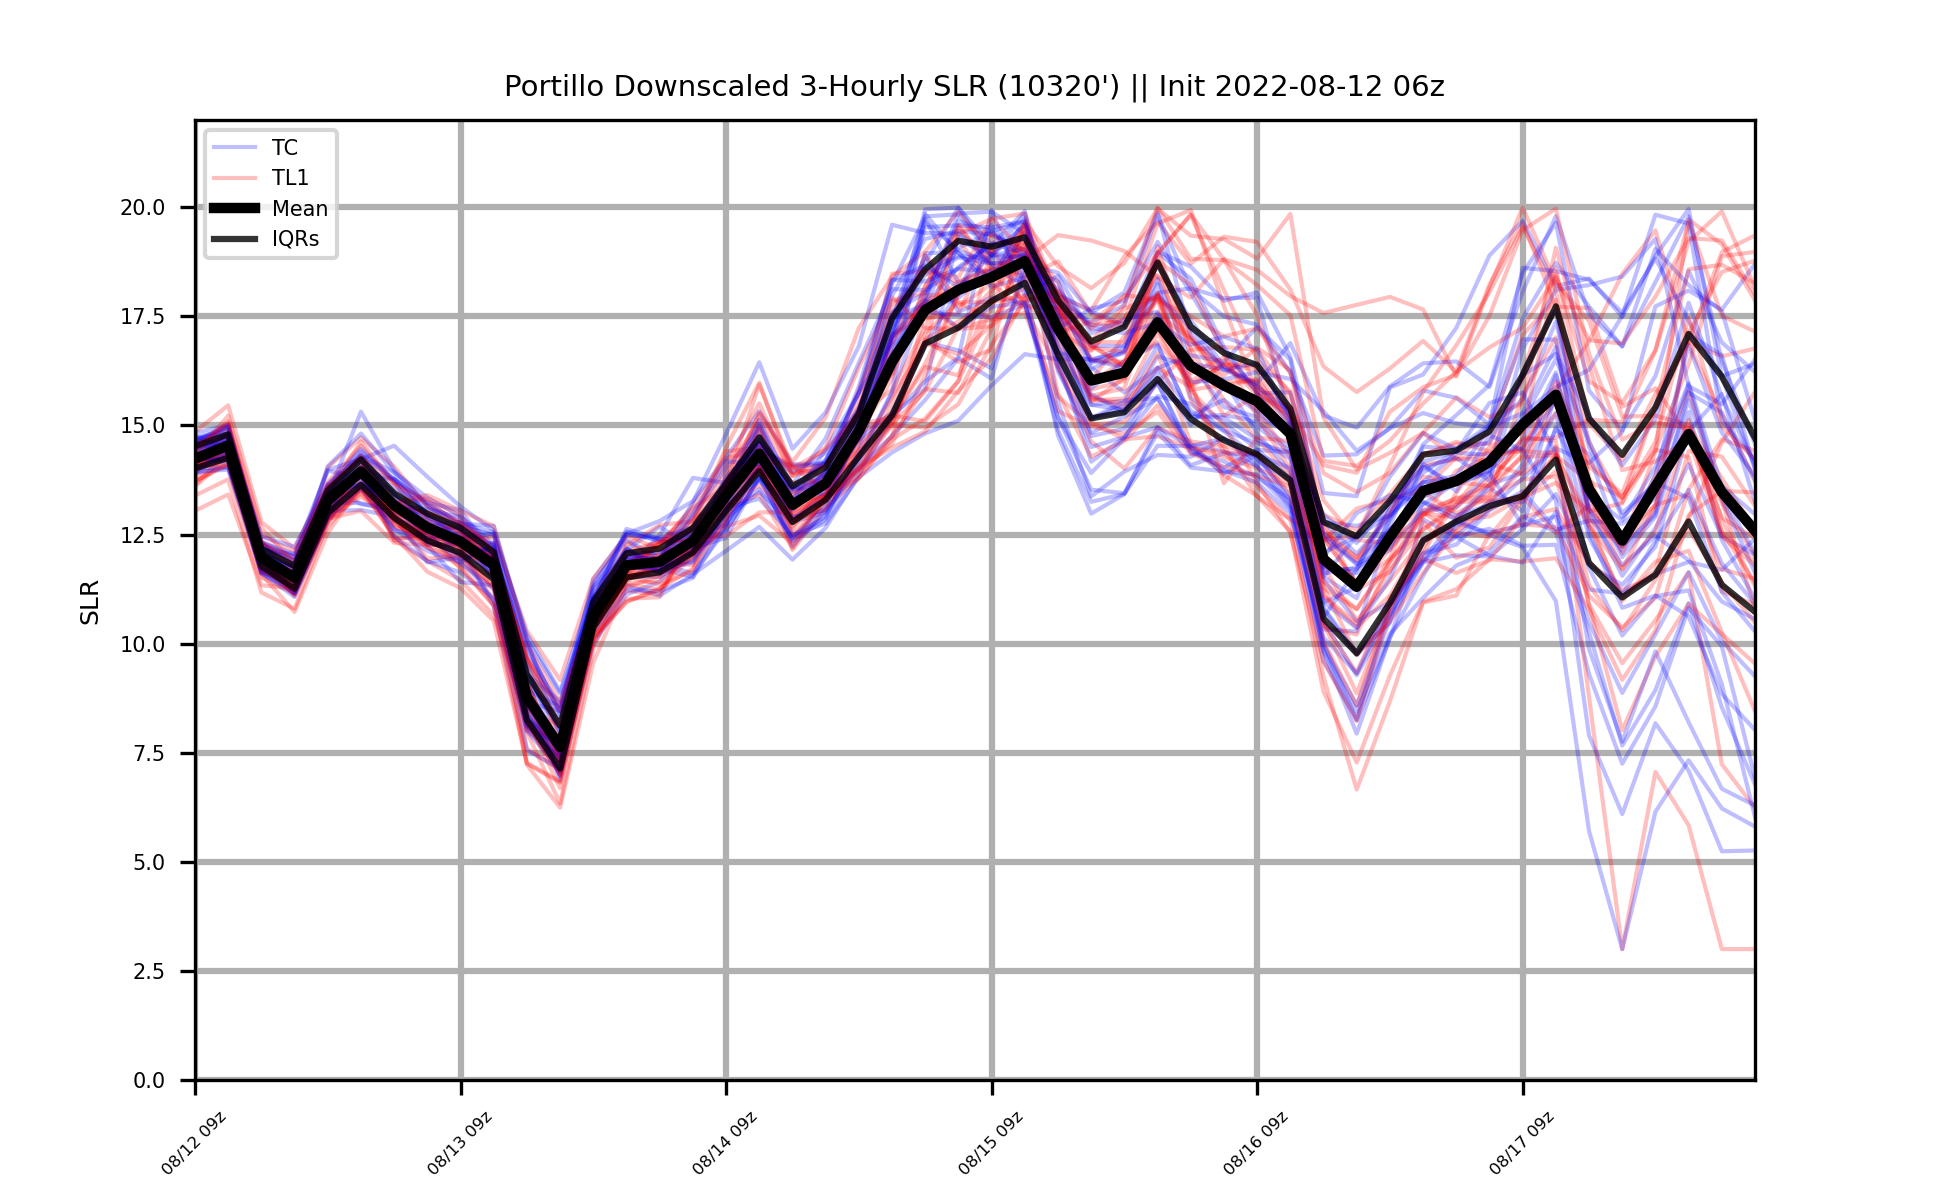 Portillo Downscaled 3-Hourly SLR (10320') || Init 2022-08-12 06z
TC
TL1
Mean
IQRs
SLR
20.0
17.5
15.0
12.5
10.0
7.5
5.0
2.5
0.0
08/12 09z
08/13 09z
08/14 09z
08/15 09z
08/16 09z
08/17 09z